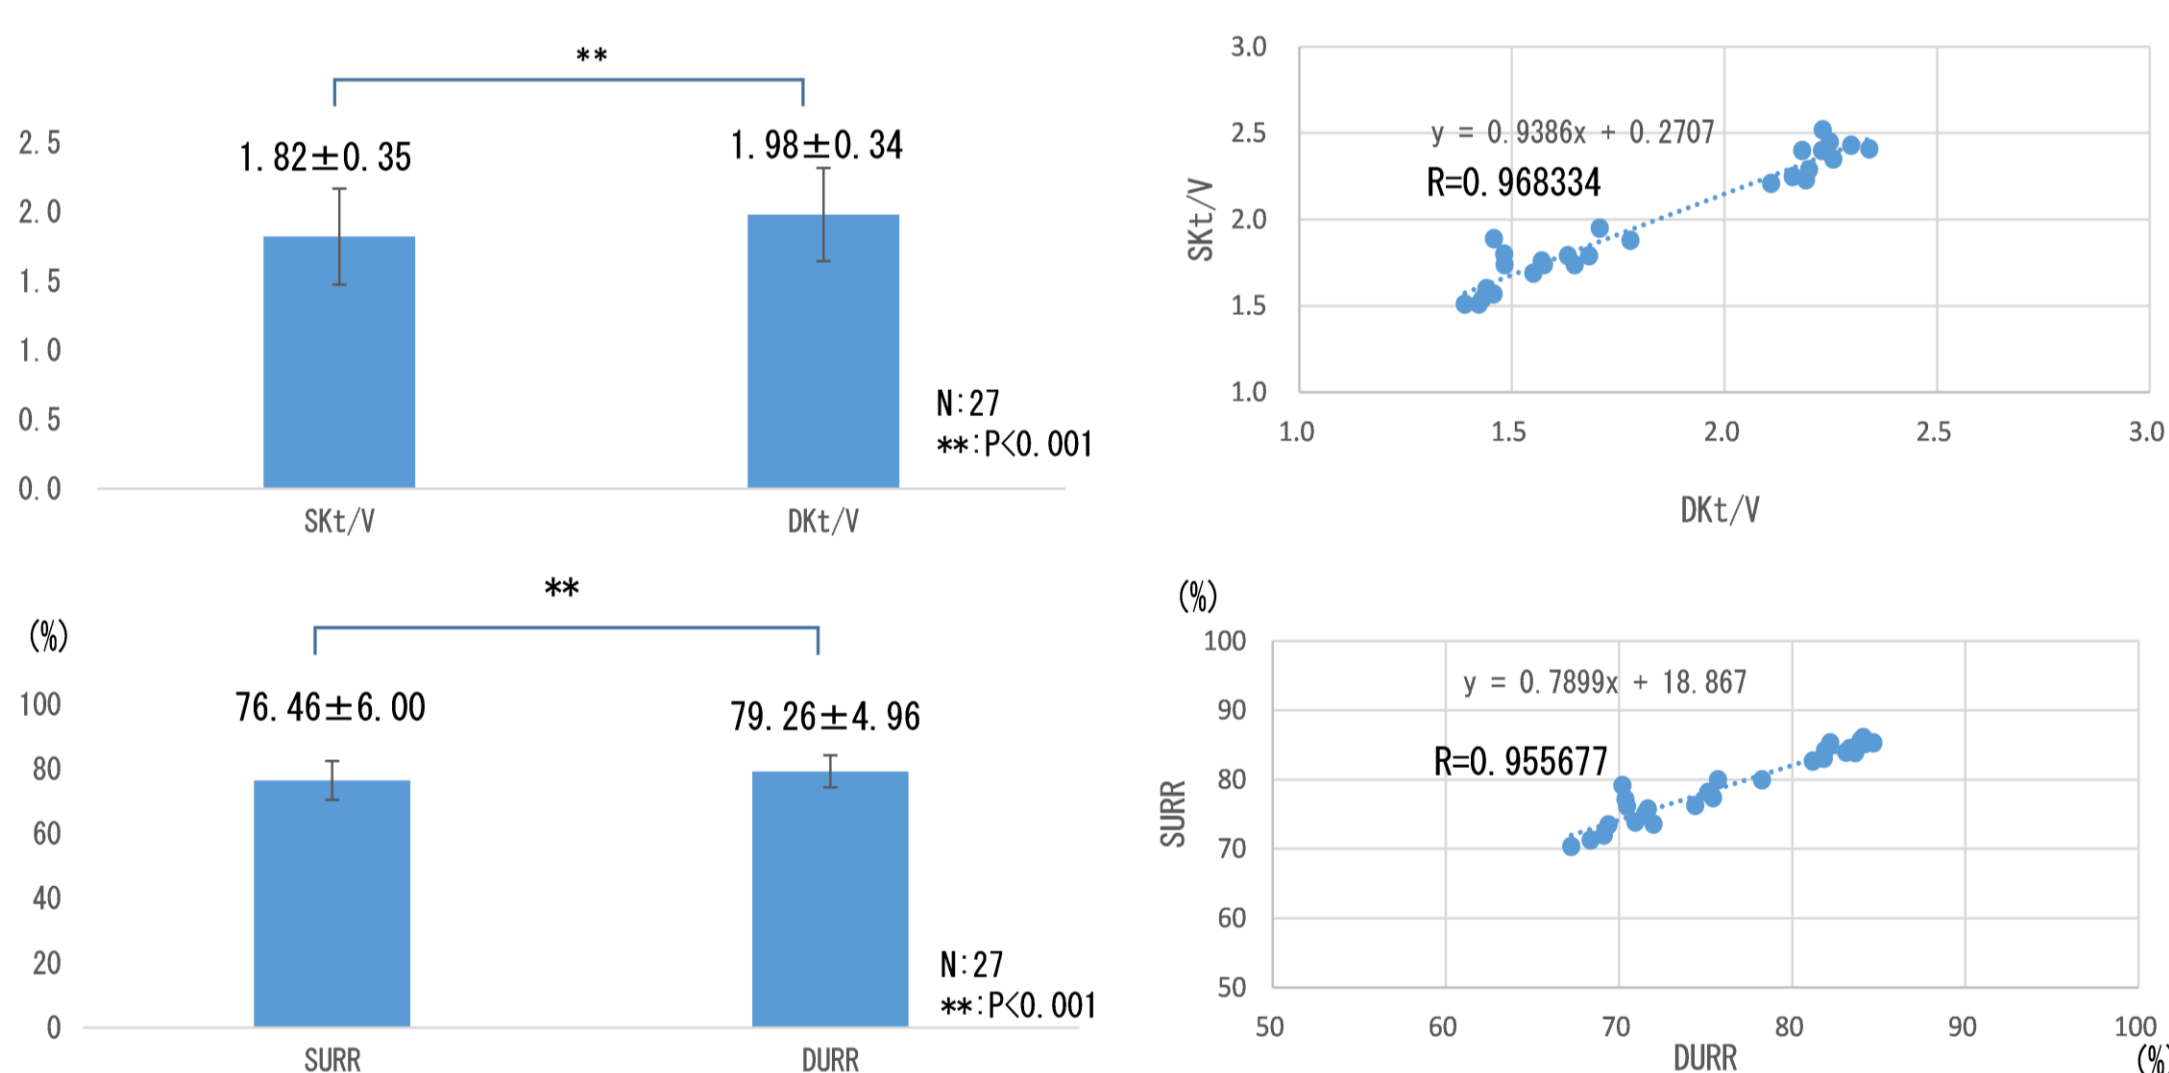 **
1.82±0.35
1.98±0.34
2.5
2.0
1.5
1.0
0.5
0.0
N:27
**:P<0.001
SKt/V
DKt/V
3.0
2.5
2.0
1.5
1.0
SKt/V
y = 0.9386x + 0.2707
R=0.968334
1.0
1.5
2.0
2.5
3.0
DKt/V
**
(%)
76.46±6.00
79.26±4.96
100
80
60
40
20
0
N:27
**:P<0.001
SURR
DURR
(%)
100
90
80
70
60
50
SURR
y = 0.7899x + 18.867
R=0.955677
50
60
70
80
90
100
DURR
(%)